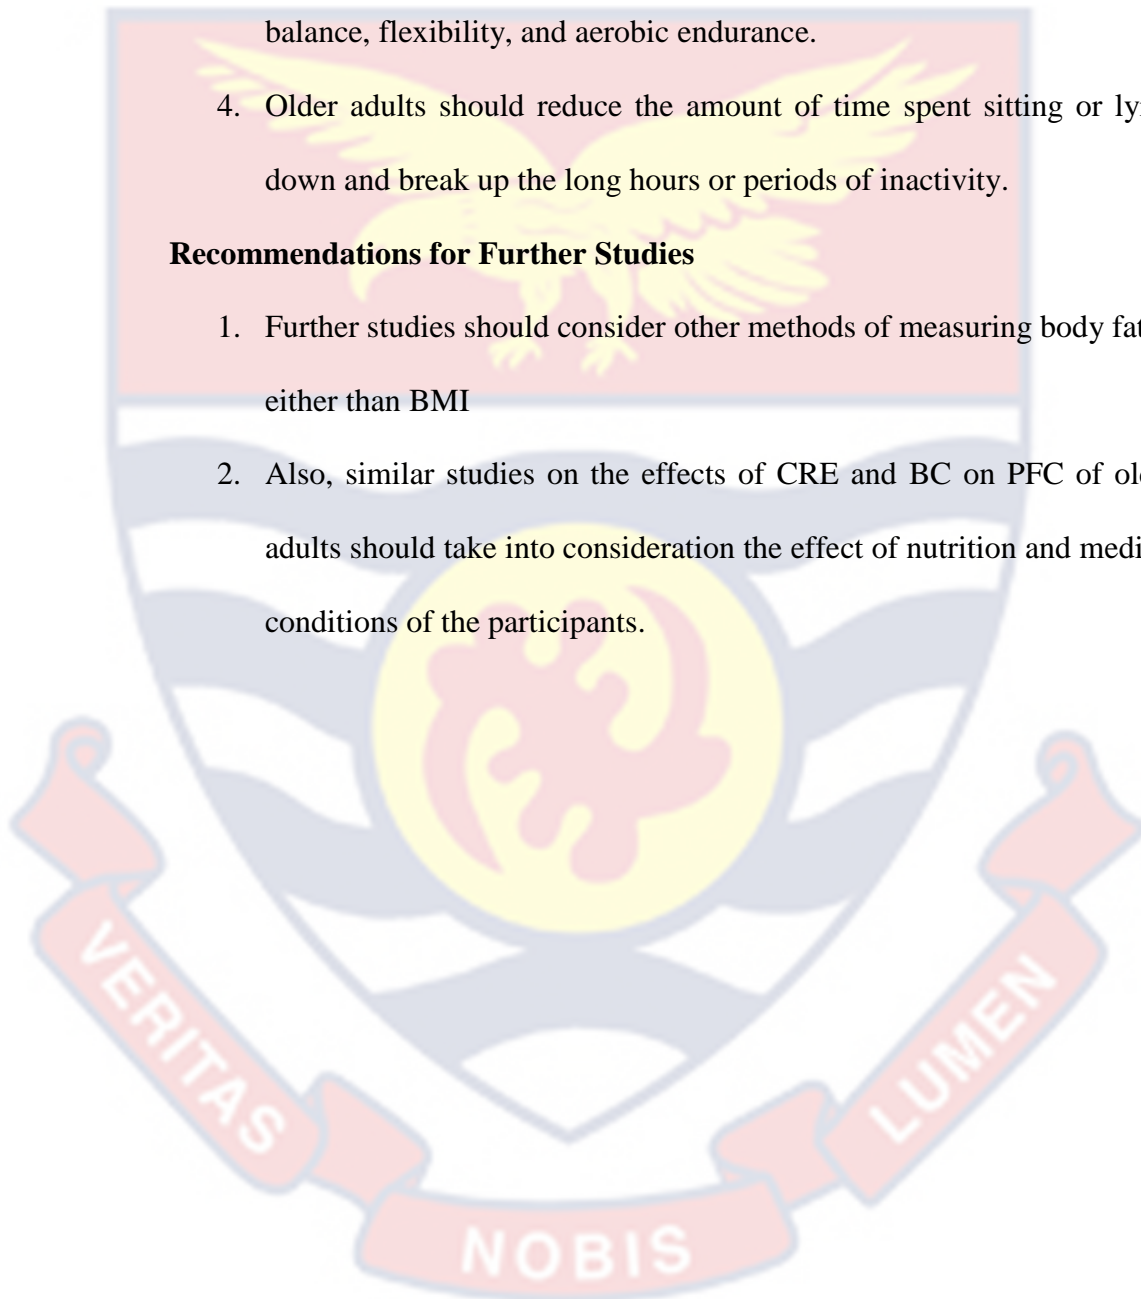 balance, flexibility, and aerobic endurance.
4. Older adults should reduce the amount of time spent sitting or
down and break up the long hours or periods of inactivity.
Recommendations for Further Studies
1. Further studies should consider other methods of measuring body fat
either than BMI
2. Also, similar studies on the effects of CRE and BC on PFC of
adults should take into consideration the effect of nutrition and
conditions of the participants.
VERITAS
NOBIS
LUMEN